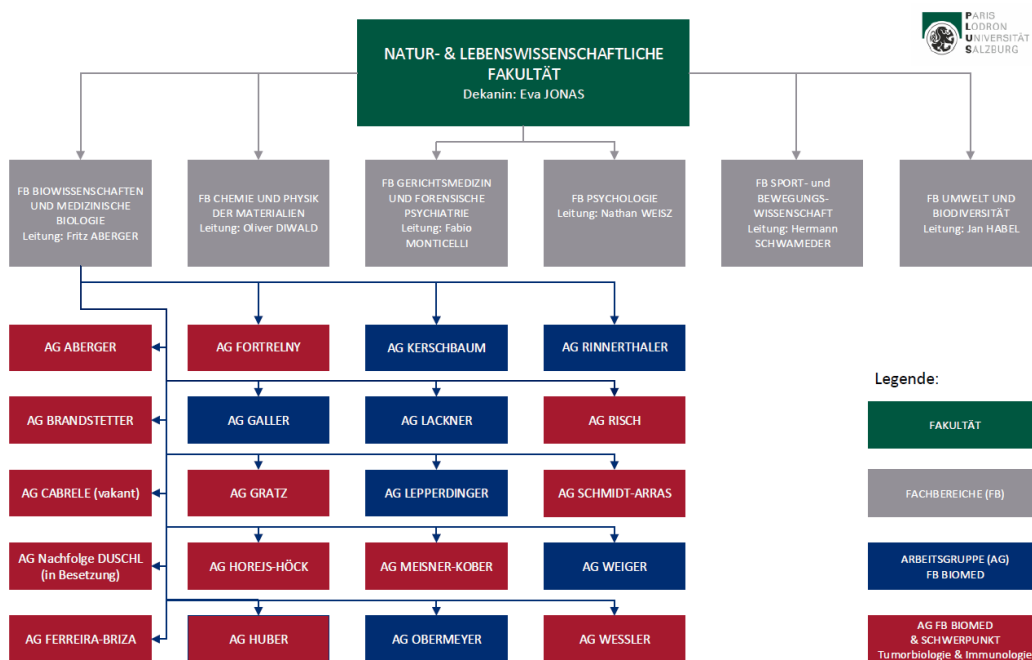 PARIS
LODRON
UNIVERSITÄT
SALZBURG
NATUR- & LEBENSWISSENSCHAFTLICHE
FAKULTÄT
Dekanin: Eva JONAS
FB BIOWISSENSCHAFTEN
UND MEDIZINISCHE
BIOLOGIE
Leitung: Fritz ABERGER
FB CHEMIE UND PHYSIK
DER MATERIALIEN
Leitung: Oliver DIWALD
FB GERICHTSMEDIZIN
UND FORENSISCHE
PSYCHIATRIE
Leitung: Fabio
MONTICELLI
FB PSYCHOLOGIE
Leitung: Nathan WEISZ
FB SPORT- und
BEWEGUNGS-
WISSENSCHAFT
Leitung: Hermann
SCHWAMEDER
FB UMWELT UND
BIODIVERSITÄT
Leitung: Jan HABEL
AG ABERGER
AG FORTRELNY
AG KERSCHBAUM
AG RINNERTHALER
AG BRANDSTETTER
AG GALLER
AG LACKNER
AG RISCH
AG CABRELE (vakant)
AG GRATZ
AG LEPPERDINGER
AG SCHMIDT-ARRAS
AG Nachfolge DUSCHL
(in Besetzung)
AG HOREJS-HÖCK
AG MEISNER-KOBER
AG WEIGER
AG FERREIRA-BRIZA
AG HUBER
AG OBERMEYER
AG WESSLER
Legende:
FAKULTÄT
FACHBEREICHE (FB)
ARBEITSGRUPPE (AG)
FB BIOMED
AG FB BIOMED
& SCHWERPUNKT
Tumorbiologie & Immunologie